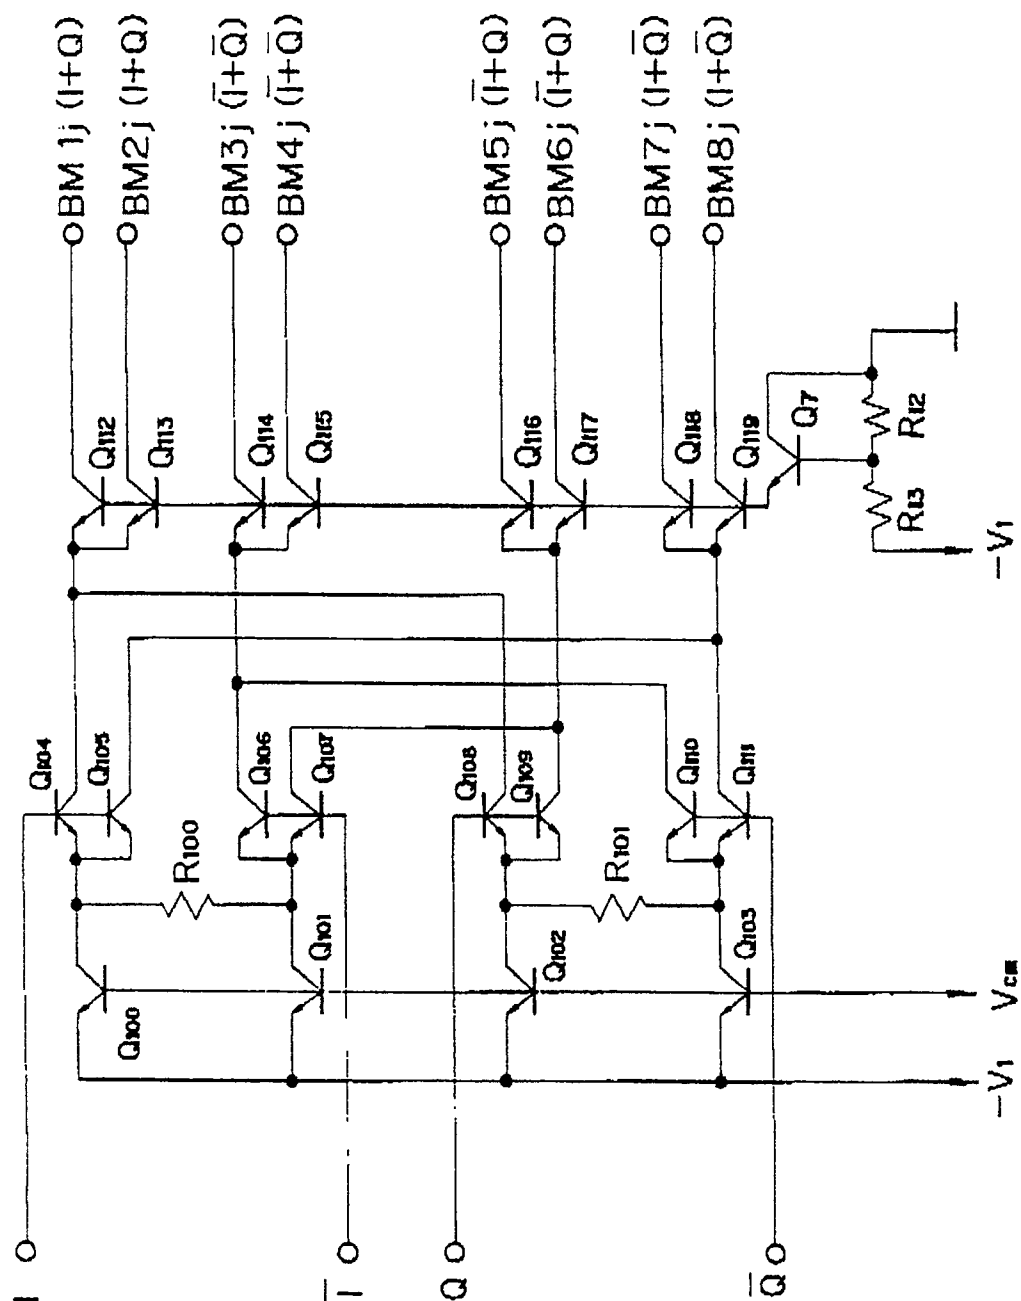 BM1j (I+Q)
BM2j (I+Q)
BM3j (I̅+Q̅)
BM4j (I̅+Q̅)
BM5j (I̅+Q)
BM6j (I̅+Q)
BM7j (I+Q̅)
BM8j (I+Q̅)
Q112
Q113
Q114
Q115
Q116
Q117
Q118
Q119
Q7
R12
R13
−V1
Q104
Q105
Q106
Q107
Q108
Q109
Q110
Q111
R100
R101
Q100
Q101
Q102
Q103
−V1
I
I̅
Q
Q̅